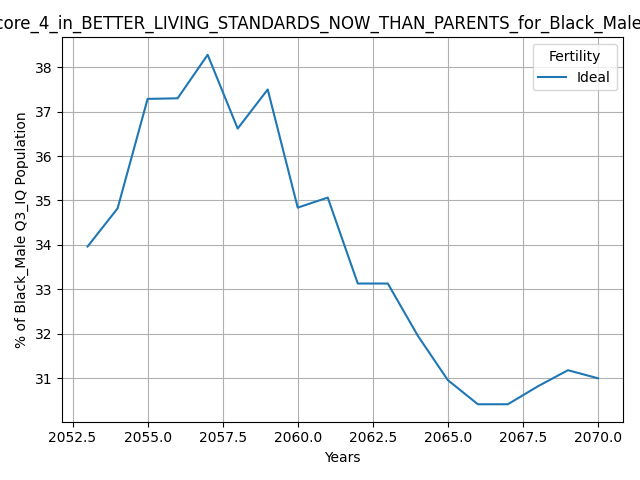 core_4_in_BETTER_LIVING_STANDARDS_NOW_THAN_PARENTS_for_Black_Male
Fertility
Ideal
% of Black_Male Q3_IQ Population
38
37
36
35
34
33
32
31
2052.5 2055.0 2057.5 2060.0 2062.5 2065.0 2067.5 2070.0
Years